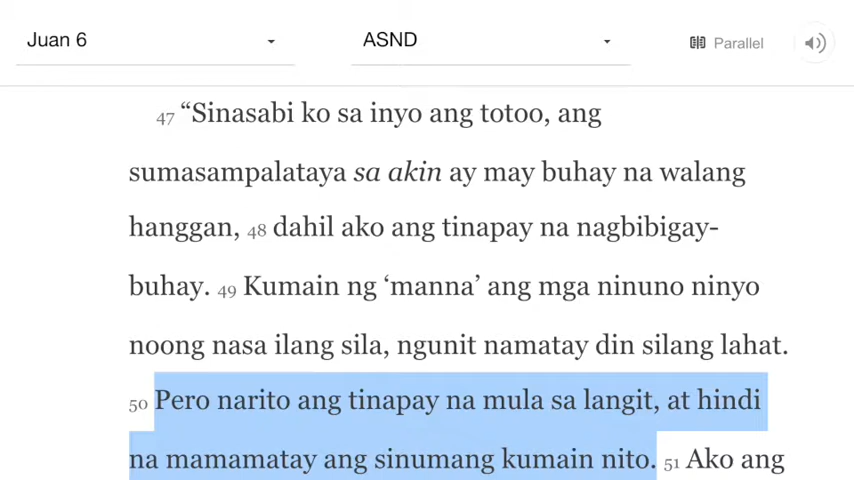 Juan 6
ASND
Parallel
47 “Sinasabi ko sa inyo ang totoo, ang
sumasampalataya sa akin ay may buhay na walang
hanggan, 48 dahil ako ang tinapay na nagbibigay-
buhay. 49 Kumain ng ‘manna’ ang mga ninuno ninyo
noong nasa ilang sila, ngunit namatay din silang lahat.
50 Pero narito ang tinapay na mula sa langit, at hindi
na mamamatay ang sinumang kumain nito. 51 Ako ang